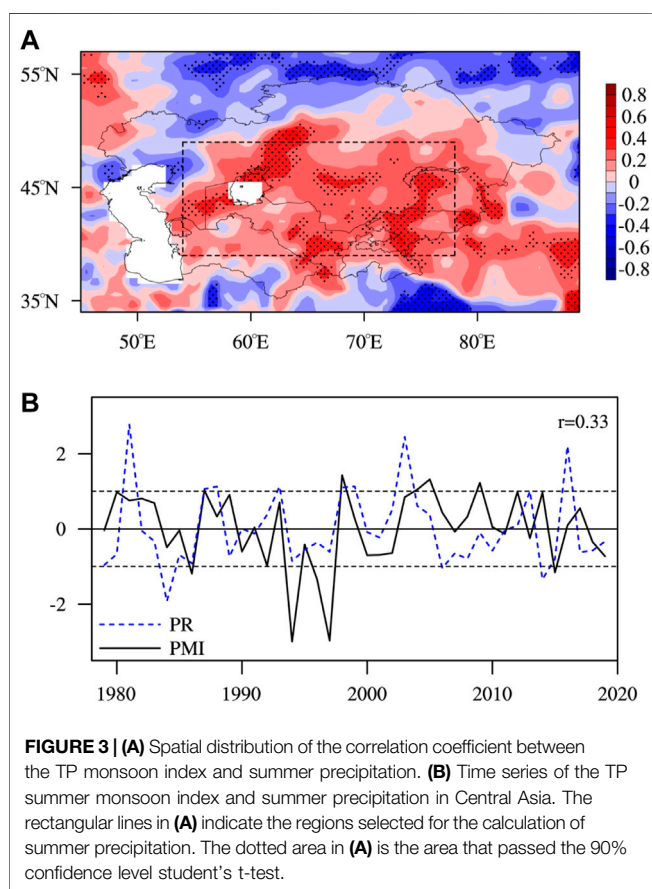 A
55°N
45°N
35°N
50°E
60°E
70°E
80°E
0.8
0.6
0.4
0.2
0
-0.2
-0.4
-0.6
-0.8
B
r=0.33
2
0
-2
PR
PMI
1980
1990
2000
2010
2020
FIGURE 3 | (A) Spatial distribution of the correlation coefficient between
the TP monsoon index and summer precipitation. (B) Time series of the TP
summer monsoon index and summer precipitation in Central Asia. The
rectangular lines in (A) indicate the regions selected for the calculation of
summer precipitation. The dotted area in (A) is the area that passed the 90%
confidence level student's t-test.